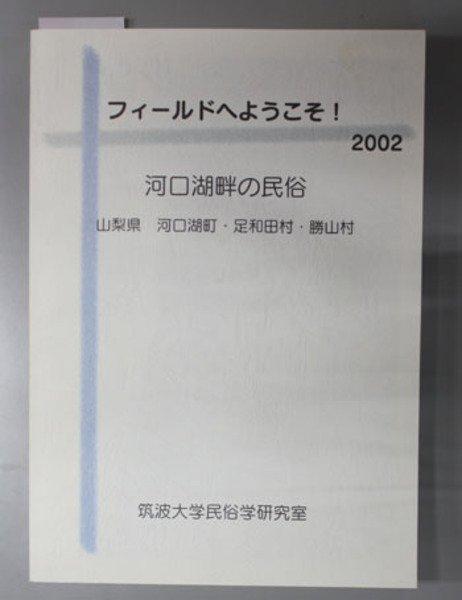 フィールドへようこそ！
2002
河口湖畔の民俗
山梨県　河口湖町・足和田村・勝山村
筑波大学民俗学研究室